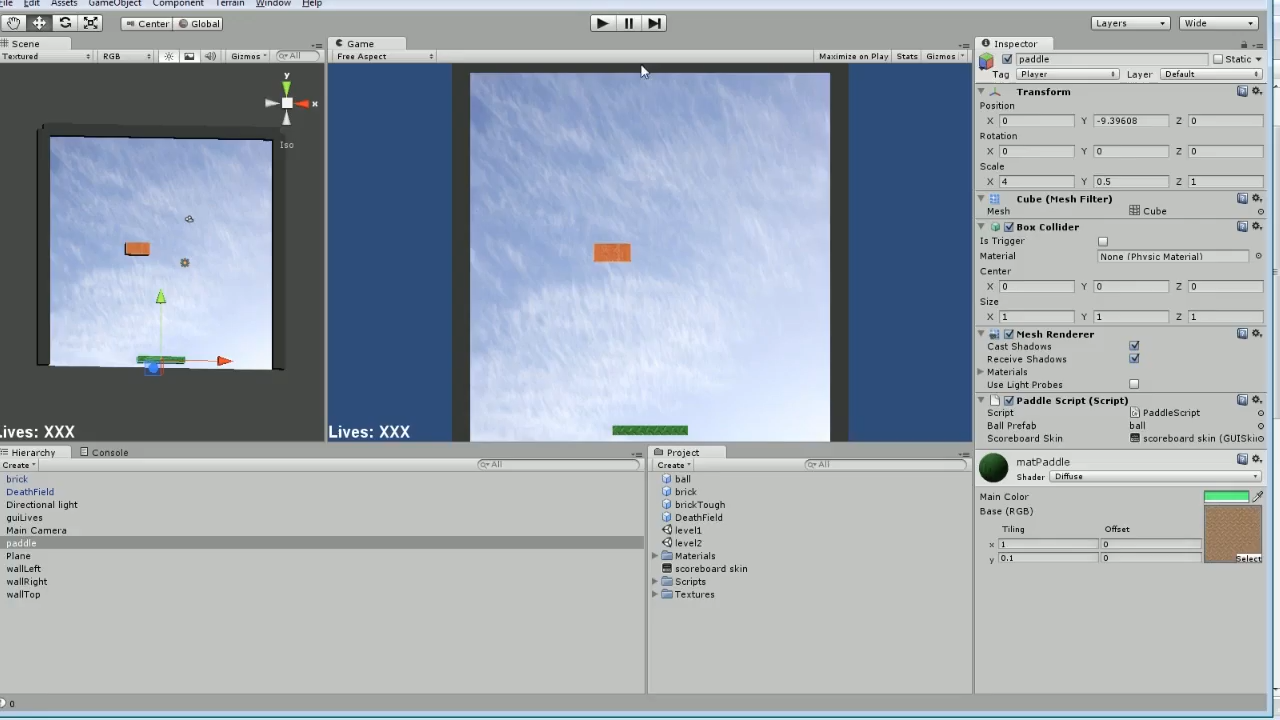 File Edit Assets GameObject Component Terrain Window Help
Center Global Layers Wide
Scene Game Inspector
Textured RGB Gizmos All Free Aspect Maximize on Play Stats Gizmos
paddle Static
Tag Player Layer Default
Transform
Position
X 0 Y -9.39608 Z 0
Rotation
X 0 Y 0 Z 0
Scale
X 4 Y 0.5 Z 1
Cube (Mesh Filter)
Mesh Cube
Box Collider
Is Trigger
Material None (Physic Material)
Center
X 0 Y 0 Z 0
Size
X 1 Y 1 Z 1
Mesh Renderer
Cast Shadows
Receive Shadows
Materials
Use Light Probes
Paddle Script (Script)
Script PaddleScript
Ball Prefab ball
Scoreboard Skin scoreboard skin (GUISki
matPaddle
Shader Diffuse
Main Color
Base (RGB)
Tiling Offset
x 1 0
y 0.1 0
Select
y
x
Iso
Lives: XXX
Lives: XXX
Hierarchy Console
Create All
brick
DeathField
Directional light
guiLives
Main Camera
paddle
Plane
wallLeft
wallRight
wallTop
Project
Create All
ball
brick
brickTough
DeathField
level1
level2
Materials
scoreboard skin
Scripts
Textures
0